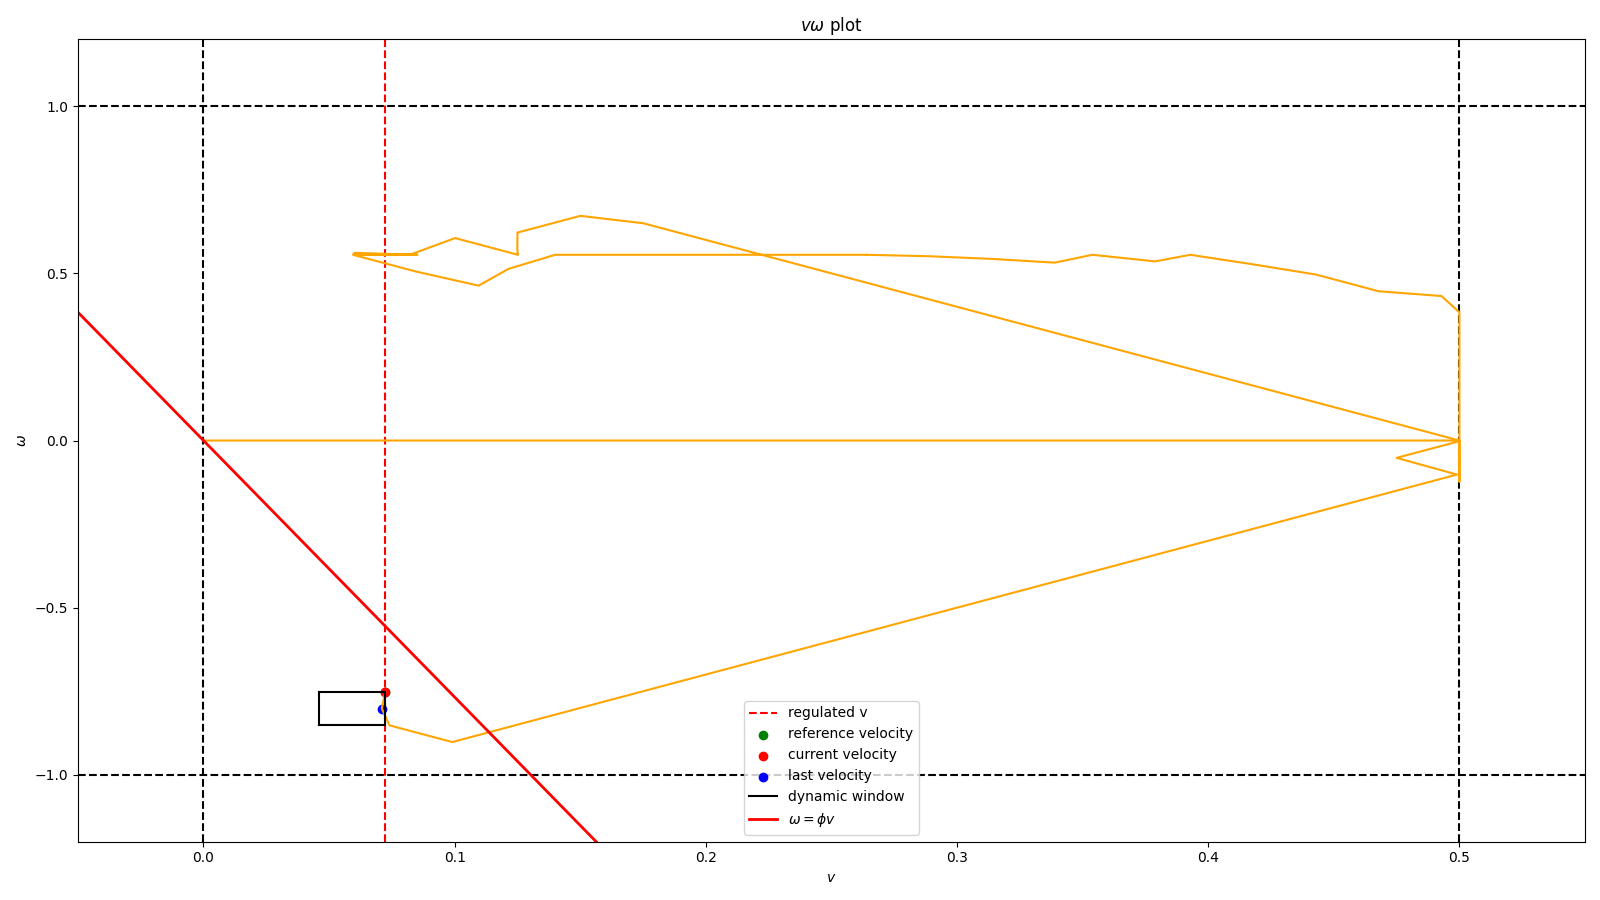 vω plot
1.0
0.5
0.0
−0.5
−1.0
ω
regulated v
reference velocity
current velocity
last velocity
dynamic window
ω = ϕv
0.0 0.1 0.2 0.3 0.4 0.5
v